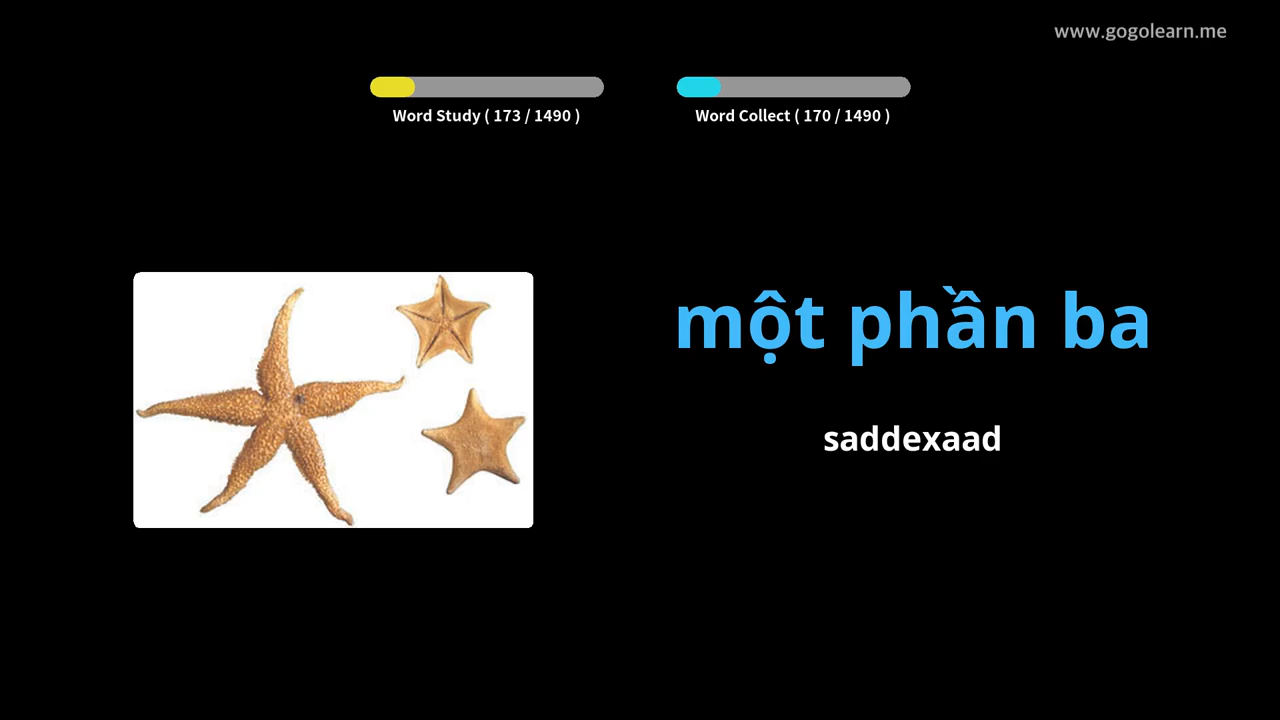 www.gogolearn.me
Word Study ( 173 / 1490 )
Word Collect ( 170 / 1490 )
một phần ba
saddexaad